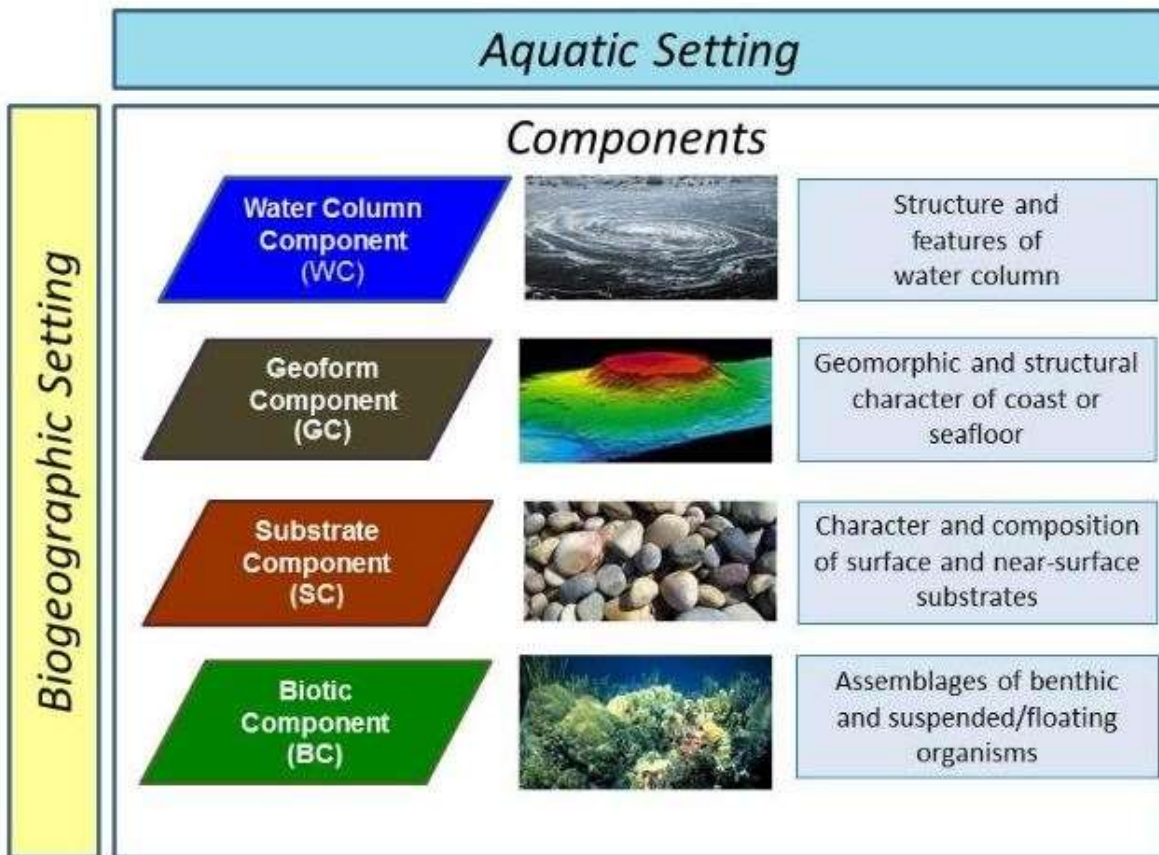 Aquatic Setting
Biogeographic Setting
Components
Water Column
Component
(WC)
Structure and
features of
water column
Geoform
Component
(GC)
Geomorphic and structural
character of coast or
seafloor
Substrate
Component
(SC)
Character and composition
of surface and near-surface
substrates
Biotic
Component
(BC)
Assemblages of benthic
and suspended/floating
organisms